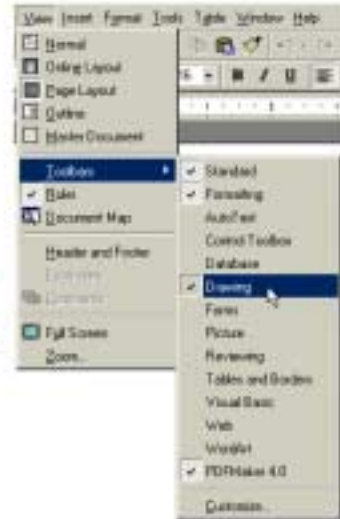 View Insert Format Tools Table Window Help
Normal
Online Layout
Page Layout
Outline
Master Document
Toolbars
Ruler
Document Map
Header and Footer
Footnotes
Comments
Full Screen
Zoom...
Standard
Formatting
AutoText
Control Toolbox
Database
Drawing
Forms
Picture
Reviewing
Tables and Borders
Visual Basic
Web
WordArt
PDFMaker 4.0
Customize...